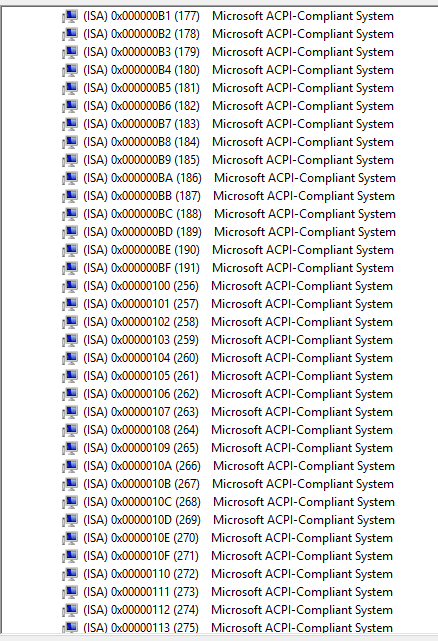 (ISA) 0x000000B1 (177) Microsoft ACPI-Compliant System
(ISA) 0x000000B2 (178) Microsoft ACPI-Compliant System
(ISA) 0x000000B3 (179) Microsoft ACPI-Compliant System
(ISA) 0x000000B4 (180) Microsoft ACPI-Compliant System
(ISA) 0x000000B5 (181) Microsoft ACPI-Compliant System
(ISA) 0x000000B6 (182) Microsoft ACPI-Compliant System
(ISA) 0x000000B7 (183) Microsoft ACPI-Compliant System
(ISA) 0x000000B8 (184) Microsoft ACPI-Compliant System
(ISA) 0x000000B9 (185) Microsoft ACPI-Compliant System
(ISA) 0x000000BA (186) Microsoft ACPI-Compliant System
(ISA) 0x000000BB (187) Microsoft ACPI-Compliant System
(ISA) 0x000000BC (188) Microsoft ACPI-Compliant System
(ISA) 0x000000BD (189) Microsoft ACPI-Compliant System
(ISA) 0x000000BE (190) Microsoft ACPI-Compliant System
(ISA) 0x000000BF (191) Microsoft ACPI-Compliant System
(ISA) 0x00000100 (256) Microsoft ACPI-Compliant System
(ISA) 0x00000101 (257) Microsoft ACPI-Compliant System
(ISA) 0x00000102 (258) Microsoft ACPI-Compliant System
(ISA) 0x00000103 (259) Microsoft ACPI-Compliant System
(ISA) 0x00000104 (260) Microsoft ACPI-Compliant System
(ISA) 0x00000105 (261) Microsoft ACPI-Compliant System
(ISA) 0x00000106 (262) Microsoft ACPI-Compliant System
(ISA) 0x00000107 (263) Microsoft ACPI-Compliant System
(ISA) 0x00000108 (264) Microsoft ACPI-Compliant System
(ISA) 0x00000109 (265) Microsoft ACPI-Compliant System
(ISA) 0x0000010A (266) Microsoft ACPI-Compliant System
(ISA) 0x0000010B (267) Microsoft ACPI-Compliant System
(ISA) 0x0000010C (268) Microsoft ACPI-Compliant System
(ISA) 0x0000010D (269) Microsoft ACPI-Compliant System
(ISA) 0x0000010E (270) Microsoft ACPI-Compliant System
(ISA) 0x0000010F (271) Microsoft ACPI-Compliant System
(ISA) 0x00000110 (272) Microsoft ACPI-Compliant System
(ISA) 0x00000111 (273) Microsoft ACPI-Compliant System
(ISA) 0x00000112 (274) Microsoft ACPI-Compliant System
(ISA) 0x00000113 (275) Microsoft ACPI-Compliant System